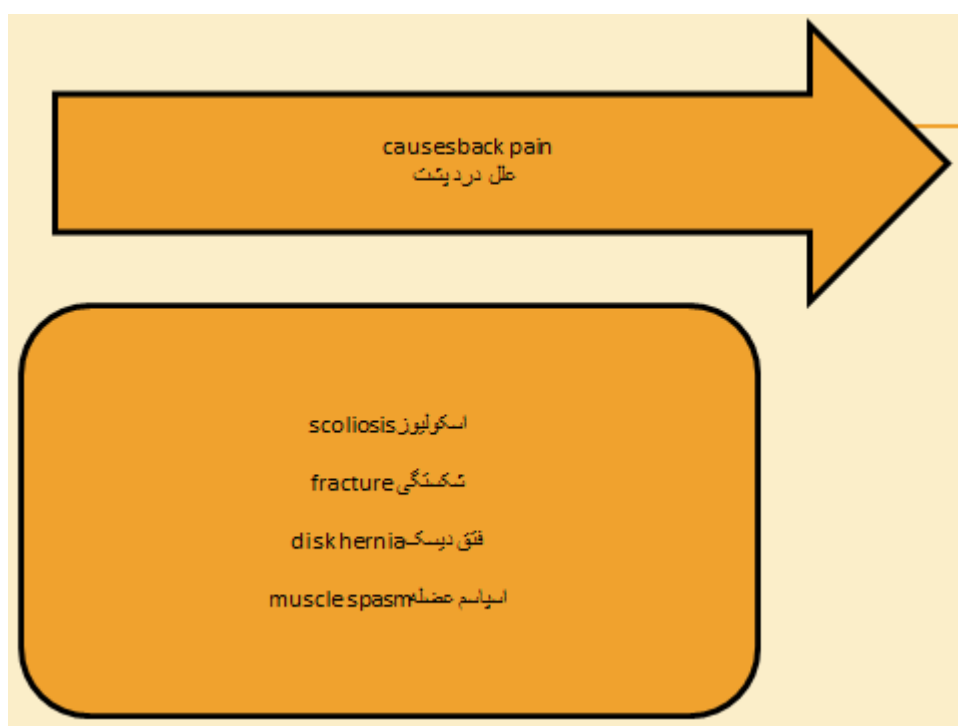 causesback pain
علل درد پشت
scoliosis اسکولیوز
fracture شکستگی
disk hernia فتق دیسک
muscle spasm اسپاسم عضله